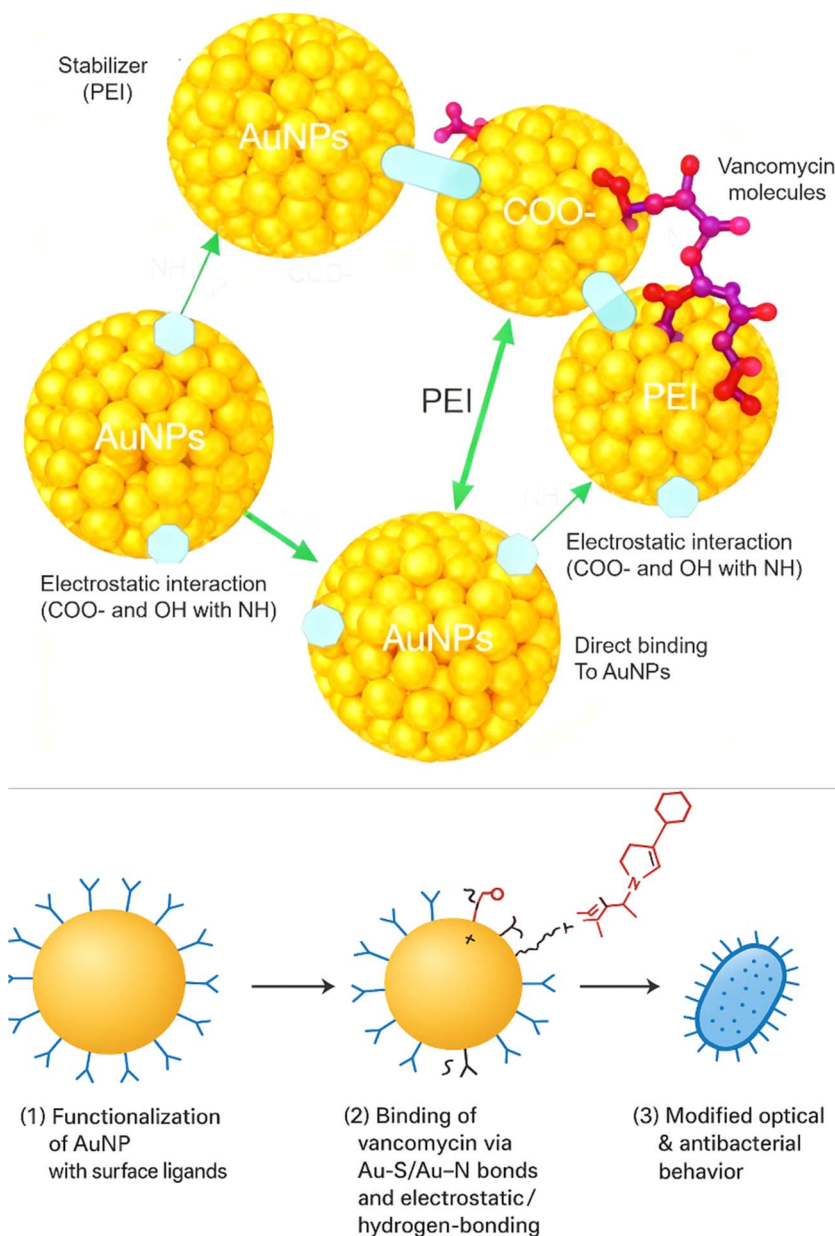 Stabilizer
(PEI)
AuNPs
COO-
Vancomycin
molecules
NH
COO-
AuNPs
PEI
PEI
NH
Electrostatic interaction
(COO- and OH with NH)
Electrostatic interaction
(COO- and OH with NH)
AuNPs
Direct binding
To AuNPs
N
S
(1) Functionalization
of AuNP
with surface ligands
(2) Binding of
vancomycin via
Au-S/Au–N bonds
and electrostatic/
hydrogen-bonding
(3) Modified optical
& antibacterial
behavior